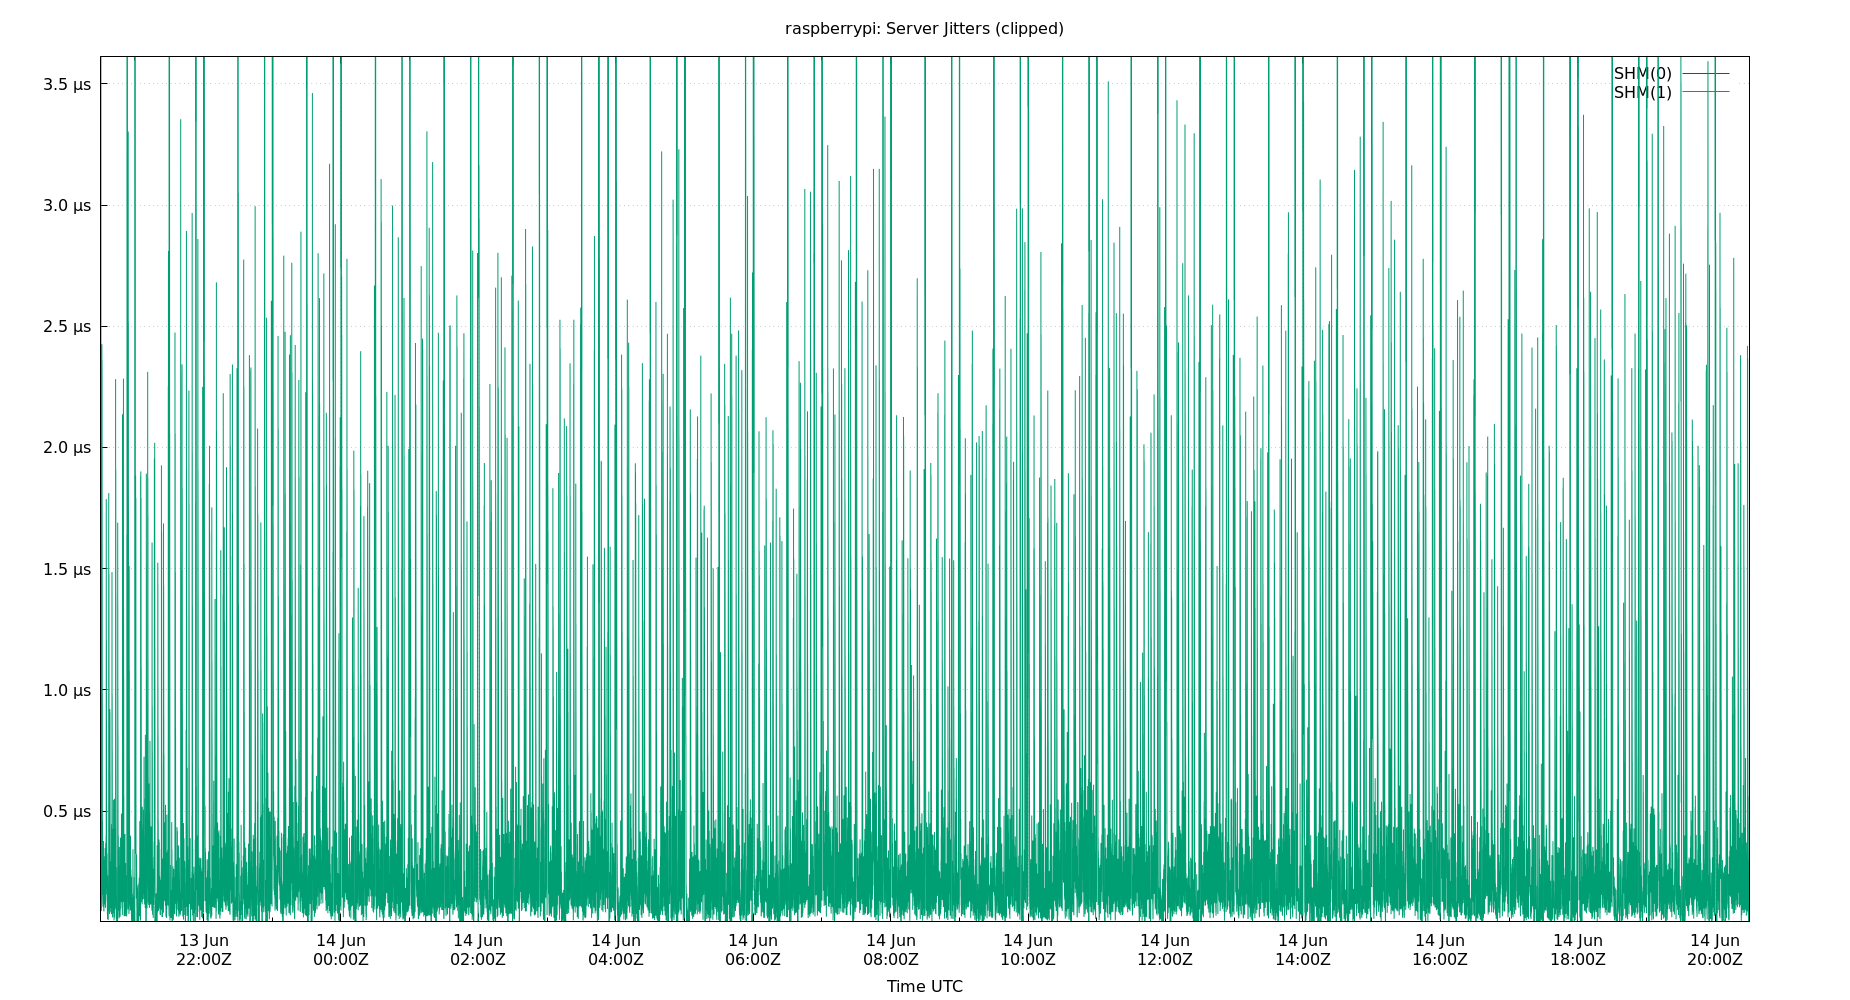 raspberrypi: Server Jitters (clipped)
SHM(0)
SHM(1)
3.5 µs
3.0 µs
2.5 µs
2.0 µs
1.5 µs
1.0 µs
0.5 µs
13 Jun 14 Jun 14 Jun 14 Jun 14 Jun 14 Jun 14 Jun 14 Jun 14 Jun 14 Jun 14 Jun 14 Jun
22:00Z 00:00Z 02:00Z 04:00Z 06:00Z 08:00Z 10:00Z 12:00Z 14:00Z 16:00Z 18:00Z 20:00Z
Time UTC